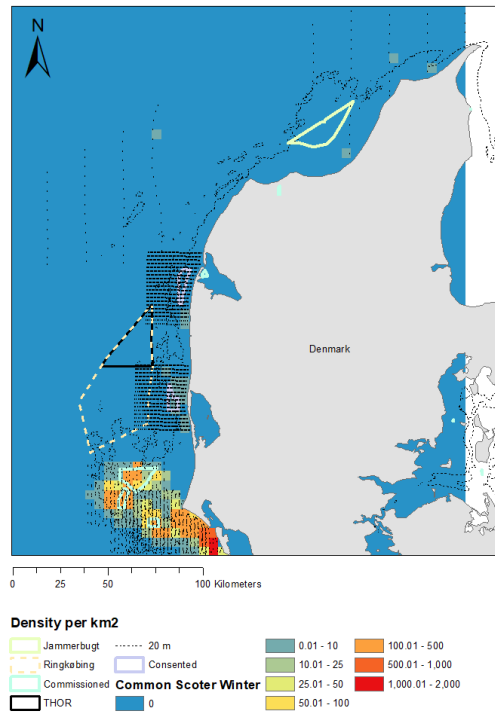 N
Denmark
0 25 50 100 Kilometers
Density per km2
Jammerbugt 20 m 0.01 - 10 100.01 - 500
Ringkøbing Consented 10.01 - 25 500.01 - 1,000
Commissioned Common Scoter Winter 25.01 - 50 1,000.01 - 2,000
THOR 0 50.01 - 100